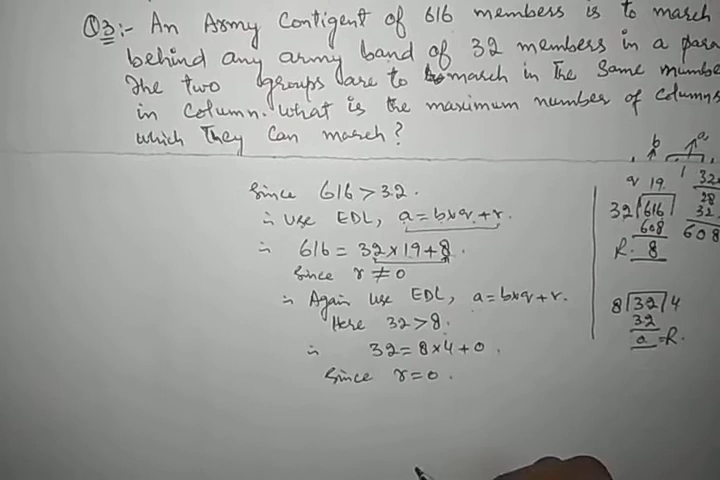 Q3:- An Army Contigent of 616 members is to march
behind any army band of 32 members in a para
The two groups are to march in the same numbe
in column. What is the maximum number of columns
which They Can march?
b a
Since 616 > 32.
∴ Use EDL, a = b×q + r.
∴ 616 = 32×19 + 8.
Since r ≠ 0
∴ Again Use EDL, a = b×q + r.
Here 32 > 8.
∴ 32 = 8×4 + 0.
Since r = 0.
q 19.
32 616
608
R. 8
1 32
28
32
608
8 32 4
32
= R.